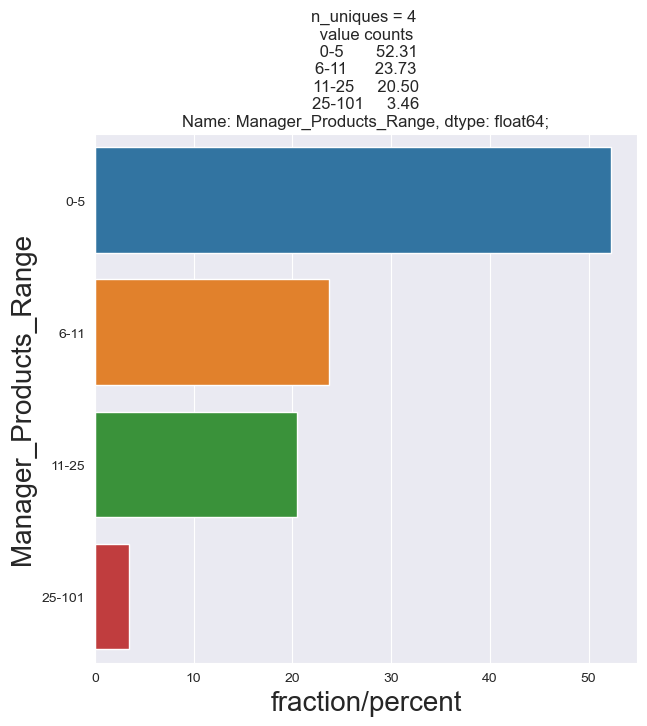 n_uniques = 4
value counts
0-5 52.31
6-11 23.73
11-25 20.50
25-101 3.46
Name: Manager_Products_Range, dtype: float64;
Manager_Products_Range
0-5
6-11
11-25
25-101
0 10 20 30 40 50
fraction/percent